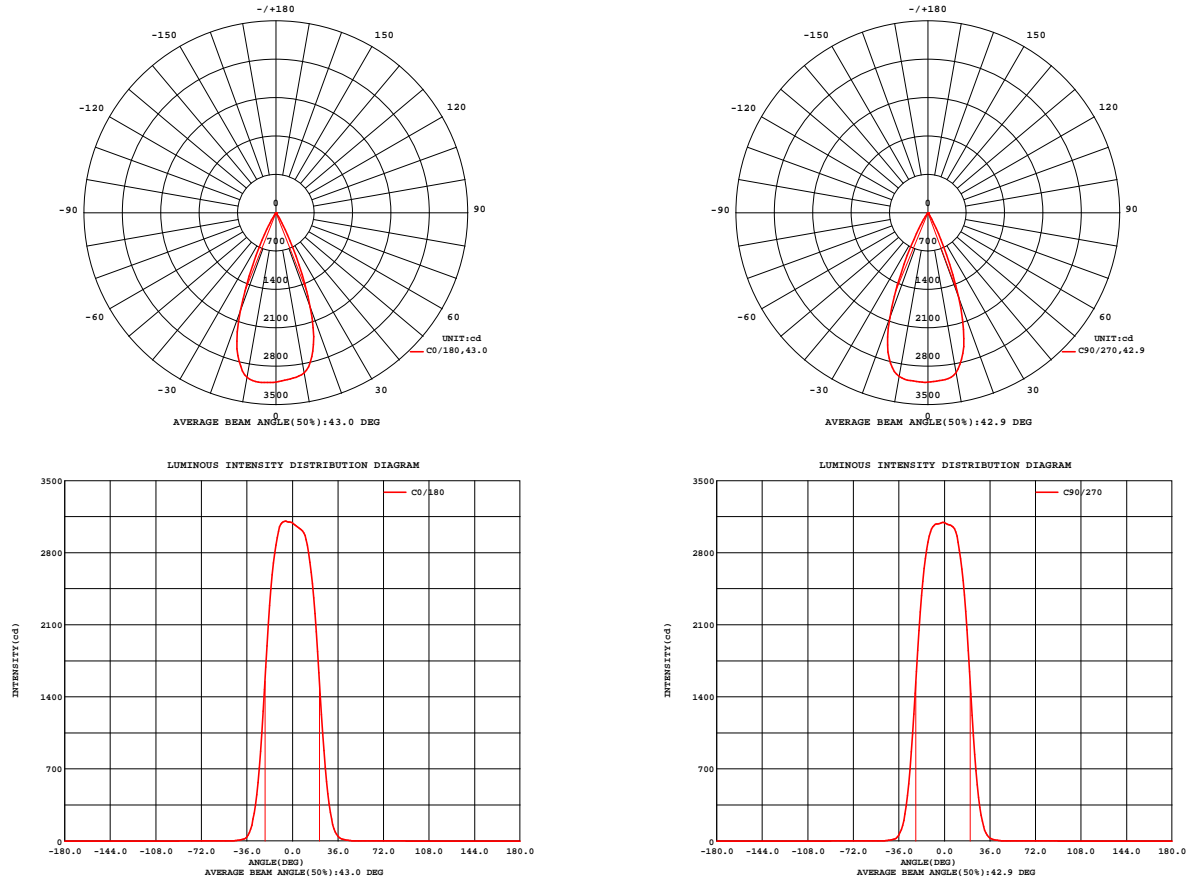 -/+180
-150
150
-120
120
-90
90
-60
60
-30
30
0
700
1400
2100
2800
3500
0
UNIT:cd
C0/180,43.0
AVERAGE BEAM ANGLE(50%):43.0 DEG
-/+180
-150
150
-120
120
-90
90
-60
60
-30
30
0
700
1400
2100
2800
3500
0
UNIT:cd
C90/270,42.9
AVERAGE BEAM ANGLE(50%):42.9 DEG
LUMINOUS INTENSITY DISTRIBUTION DIAGRAM
C0/180
INTENSITY(cd)
3500
2800
2100
1400
700
0
-180.0 -144.0 -108.0 -72.0 -36.0 0.0 36.0 72.0 108.0 144.0 180.0
ANGLE(DEG)
AVERAGE BEAM ANGLE(50%):43.0 DEG
LUMINOUS INTENSITY DISTRIBUTION DIAGRAM
C90/270
INTENSITY(cd)
3500
2800
2100
1400
700
0
-180.0 -144.0 -108.0 -72.0 -36.0 0.0 36.0 72.0 108.0 144.0 180.0
ANGLE(DEG)
AVERAGE BEAM ANGLE(50%):42.9 DEG